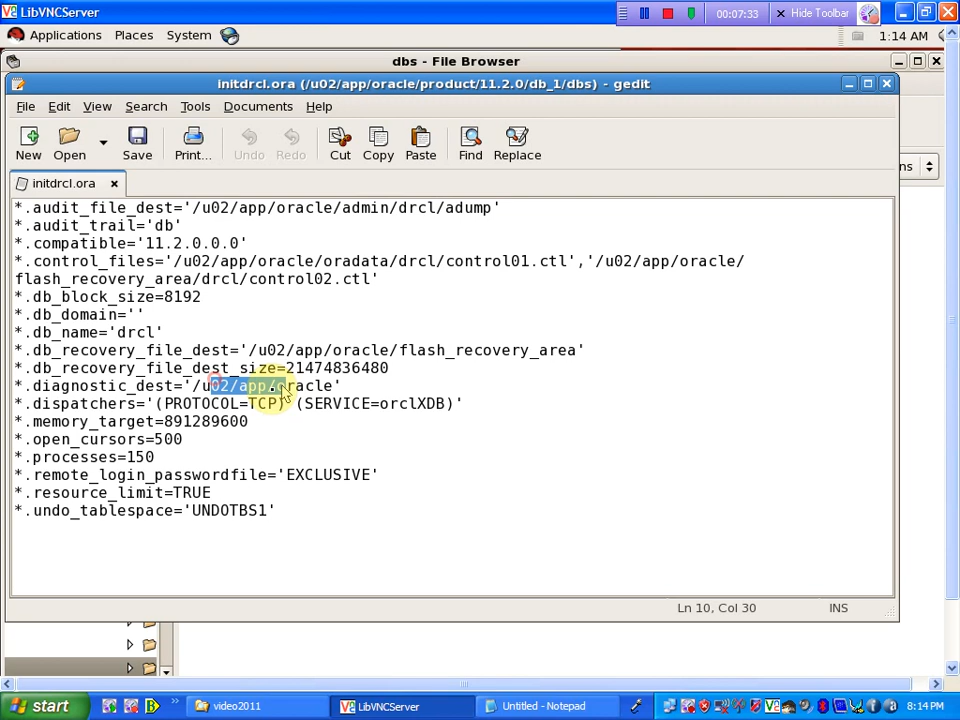 LibVNCServer
00:07:33
Hide Toolbar
Applications Places System
1:14 AM
dbs - File Browser
initdrcl.ora (/u02/app/oracle/product/11.2.0/db_1/dbs) - gedit
File Edit View Search Tools Documents Help
New Open Save Print... Undo Redo Cut Copy Paste Find Replace
ns
initdrcl.ora
*.audit_file_dest='/u02/app/oracle/admin/drcl/adump'
*.audit_trail='db'
*.compatible='11.2.0.0.0'
*.control_files='/u02/app/oracle/oradata/drcl/control01.ctl','/u02/app/oracle/
flash_recovery_area/drcl/control02.ctl'
*.db_block_size=8192
*.db_domain=''
*.db_name='drcl'
*.db_recovery_file_dest='/u02/app/oracle/flash_recovery_area'
*.db_recovery_file_dest_size=21474836480
*.diagnostic_dest='/u02/app/oracle'
*.dispatchers='(PROTOCOL=TCP) (SERVICE=orclXDB)'
*.memory_target=891289600
*.open_cursors=500
*.processes=150
*.remote_login_passwordfile='EXCLUSIVE'
*.resource_limit=TRUE
*.undo_tablespace='UNDOTBS1'
Ln 10, Col 30 INS
start video2011 LibVNCServer Untitled - Notepad 8:14 PM